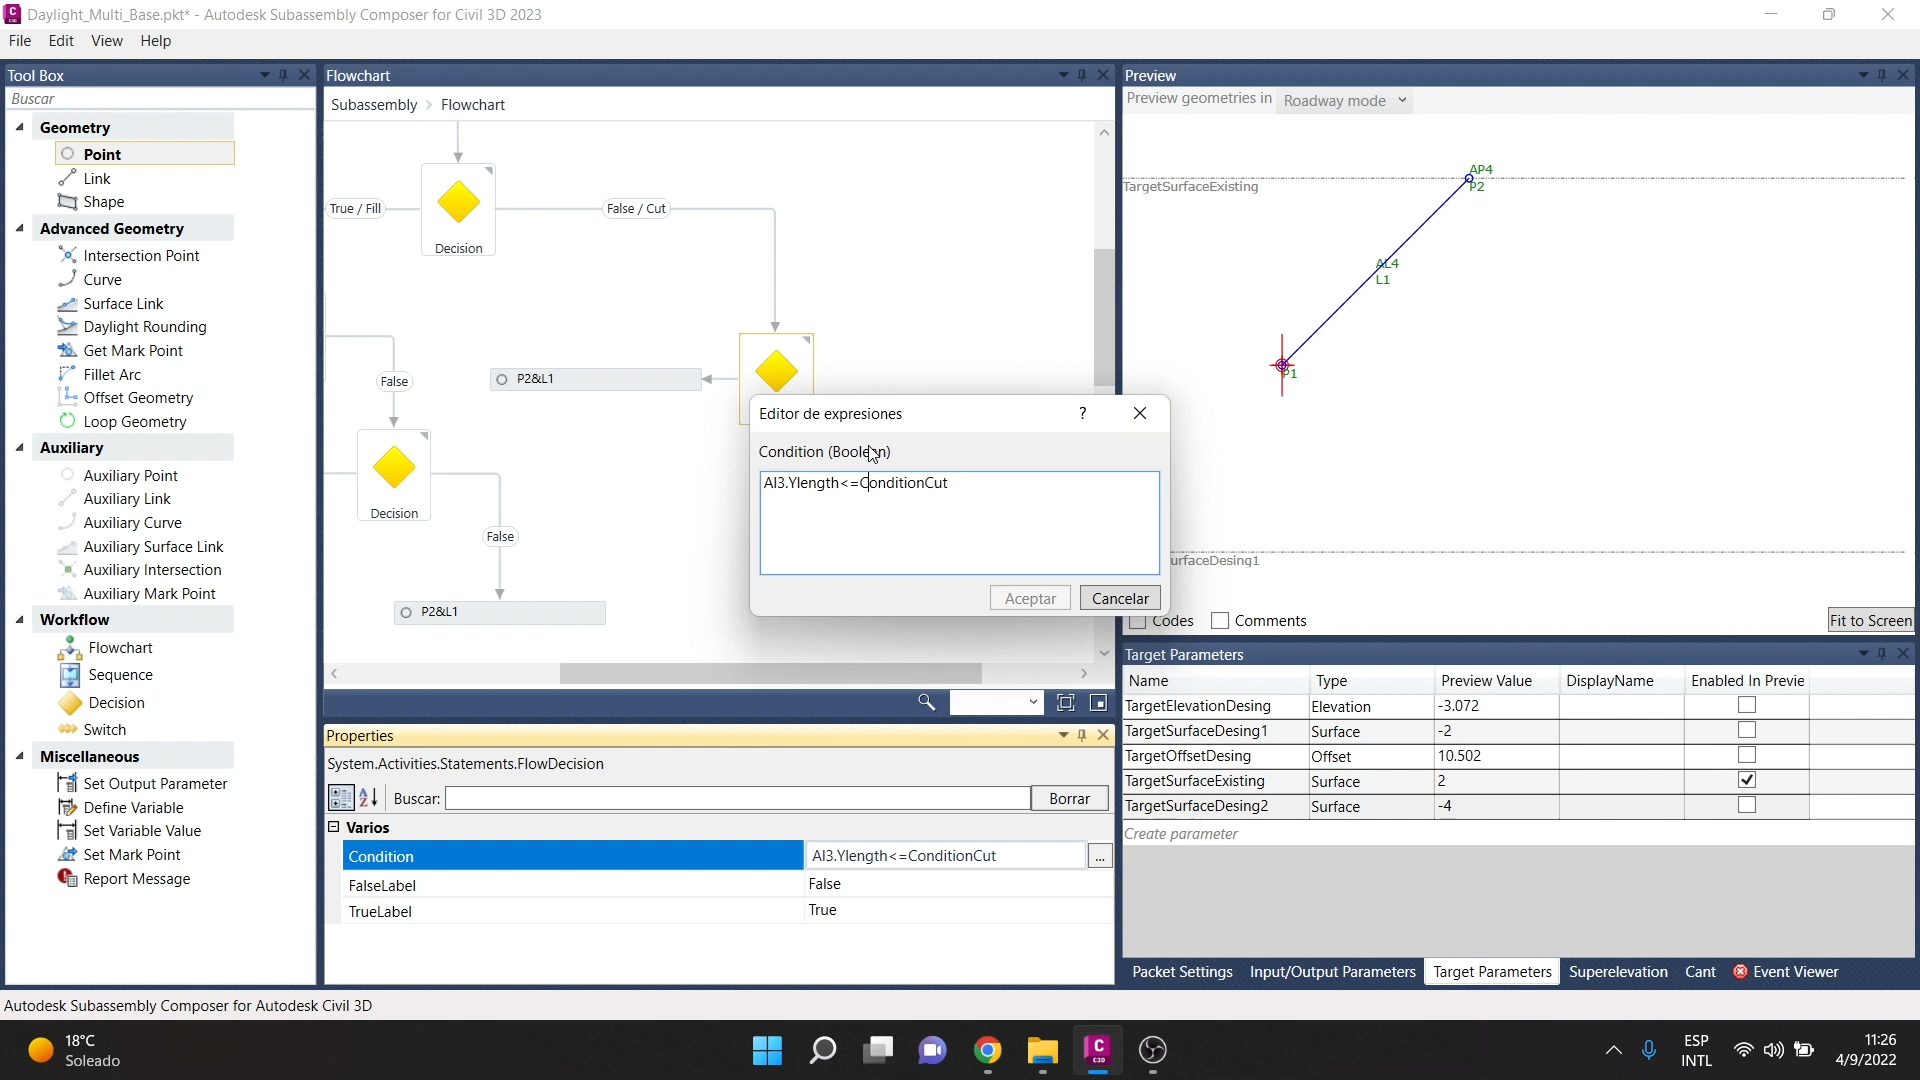 Daylight_Multi_Base.pkt* - Autodesk Subassembly Composer for Civil 3D 2023
File Edit View Help
Tool Box
Buscar
Geometry
Point
Link
Shape
Advanced Geometry
Intersection Point
Curve
Surface Link
Daylight Rounding
Get Mark Point
Fillet Arc
Offset Geometry
Loop Geometry
Auxiliary
Auxiliary Point
Auxiliary Link
Auxiliary Curve
Auxiliary Surface Link
Auxiliary Intersection
Auxiliary Mark Point
Workflow
Flowchart
Sequence
Decision
Switch
Miscellaneous
Set Output Parameter
Define Variable
Set Variable Value
Set Mark Point
Report Message
Flowchart
Subassembly > Flowchart
True / Fill
Decision
False / Cut
False
P2&L1
Decision
False
P2&L1
Editor de expresiones ?
Condition (Boolean)
Al3.Ylength<=ConditionCut
Aceptar Cancelar
Properties
System.Activities.Statements.FlowDecision
Buscar: Borrar
Varios
Condition Al3.Ylength<=ConditionCut ...
FalseLabel False
TrueLabel True
Preview
Preview geometries in Roadway mode
TargetSurfaceExisting
AP4
P2
AL4
L1
P1
urfaceDesing1
Codes Comments Fit to Screen
Target Parameters
Name Type Preview Value DisplayName Enabled In Previe
TargetElevationDesing Elevation -3.072
TargetSurfaceDesing1 Surface -2
TargetOffsetDesing Offset 10.502
TargetSurfaceExisting Surface 2
TargetSurfaceDesing2 Surface -4
Create parameter
Packet Settings Input/Output Parameters Target Parameters Superelevation Cant Event Viewer
Autodesk Subassembly Composer for Autodesk Civil 3D
18°C
Soleado
C
C3D
ESP
INTL
11:26
4/9/2022